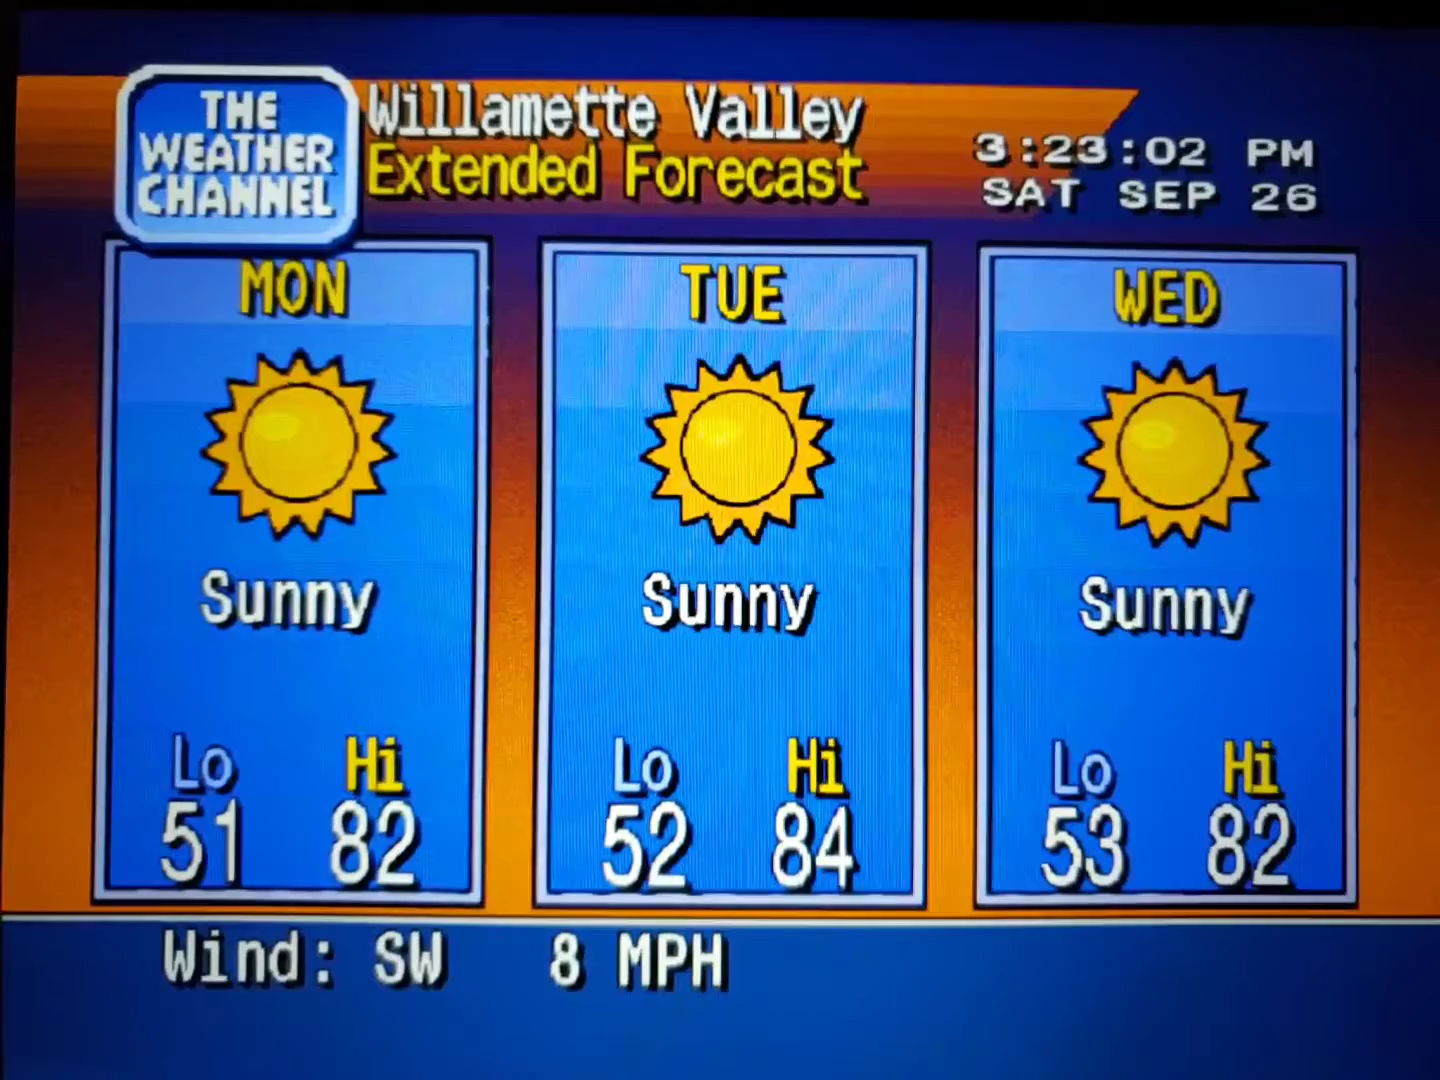 THE
WEATHER
CHANNEL
Willamette Valley
Extended Forecast
3:23:02 PM
SAT SEP 26
MON
Sunny
Lo Hi
51 82
TUE
Sunny
Lo Hi
52 84
WED
Sunny
Lo Hi
53 82
Wind: SW 8 MPH